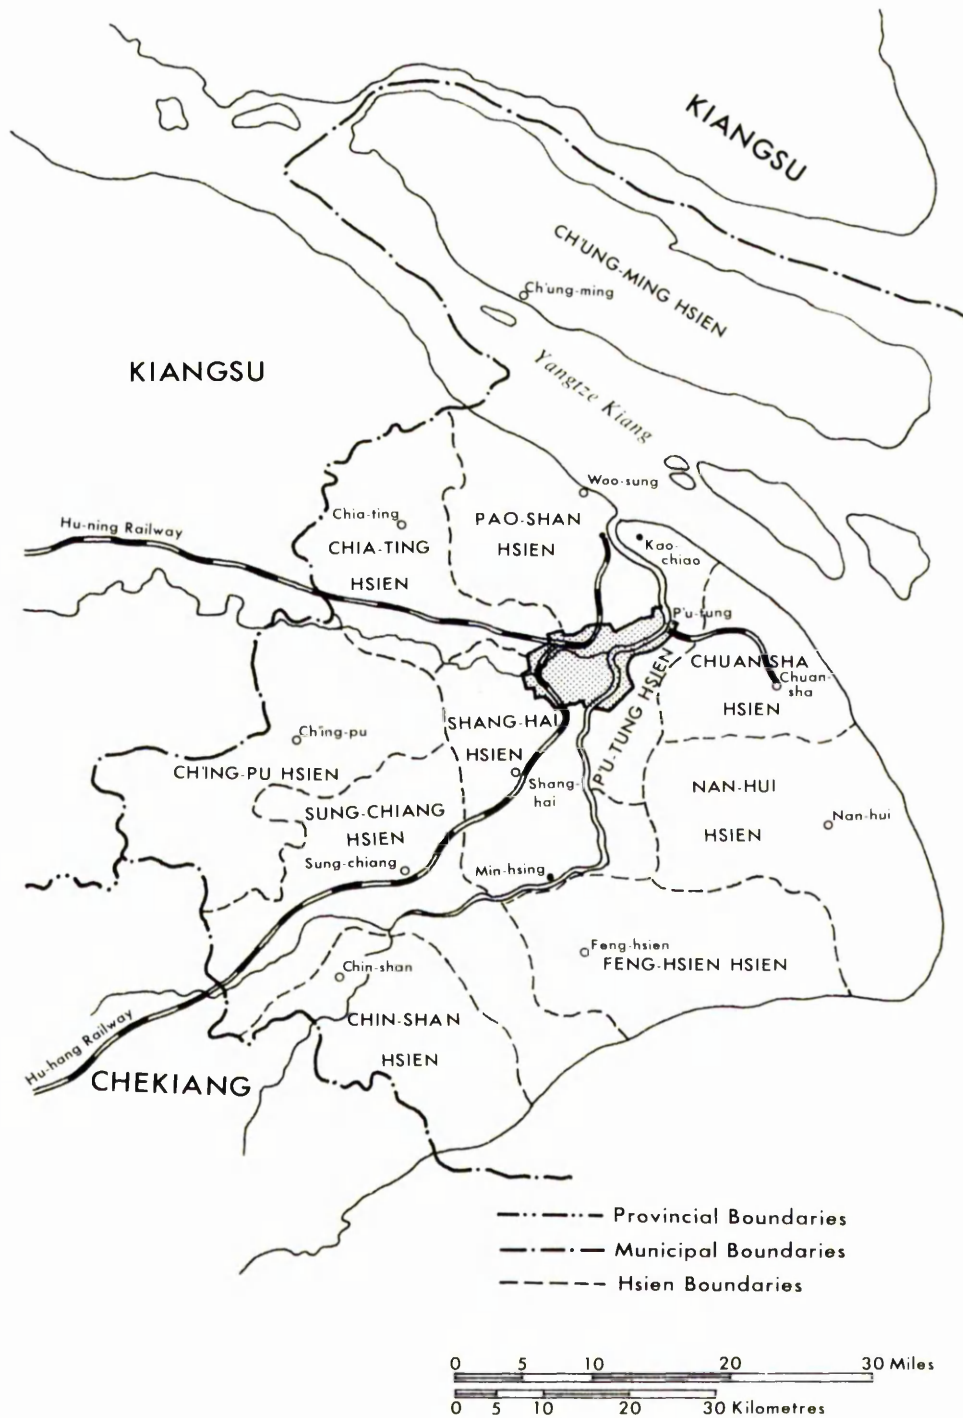 KIANGSU
CH'UNG-MING HSIEN
Ch'ung-ming
KIANGSU
Yangtze Kiang
Woo-sung
Hu-ning Railway
Chia-ting
CHIA-TING
HSIEN
PAO-SHAN
HSIEN
Kao-
chiao
P'u-tung
CHUAN-SHA
HSIEN
Chuan-
sha
P'U-TUNG HSIEN
SHANG-HAI
HSIEN
Shang-
hai
Ch'ing-pu
CH'ING-PU HSIEN
SUNG-CHIANG
HSIEN
Sung-chiang
NAN-HUI
HSIEN
Nan-hui
Min-hsing
Feng-hsien
FENG-HSIEN HSIEN
Chin-shan
CHIN-SHAN
HSIEN
Hu-hang Railway
CHEKIANG
Provincial Boundaries
Municipal Boundaries
Hsien Boundaries
0 5 10 20 30 Miles
0 5 10 20 30 Kilometres